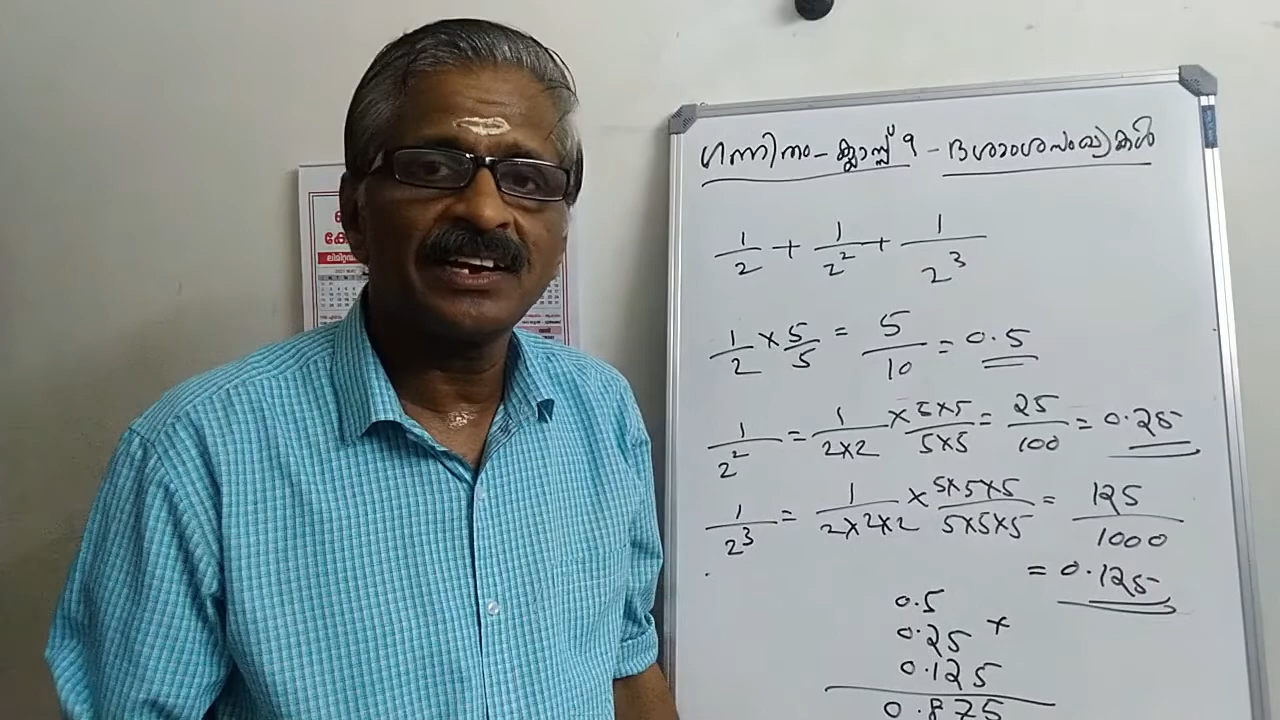 ഗണിതം - ക്ലാസ്സ് 9 - ദശാംശസംഖ്യകൾ
1/2 + 1/2² + 1/2³
1/2 × 5/5 = 5/10 = 0.5
1/2² = 1/2×2 × 5×5/5×5 = 25/100 = 0.25
1/2³ = 1/2×2×2 × 5×5×5/5×5×5 = 125/1000
= 0.125
0.5
0.25 +
0.125
0.875